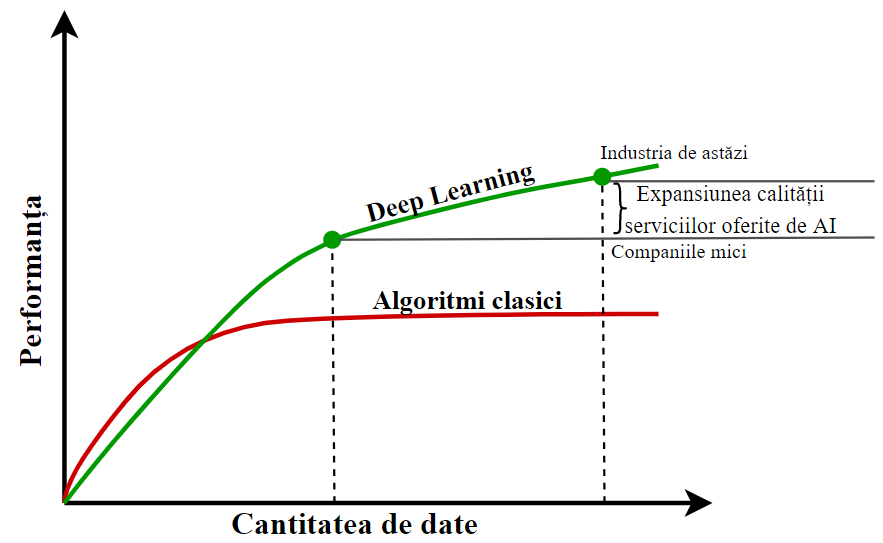 Industria de astăzi
Deep Learning
Expansiunea calității
serviciilor oferite de AI
Companiile mici
Algoritmi clasici
Performanța
Cantitatea de date